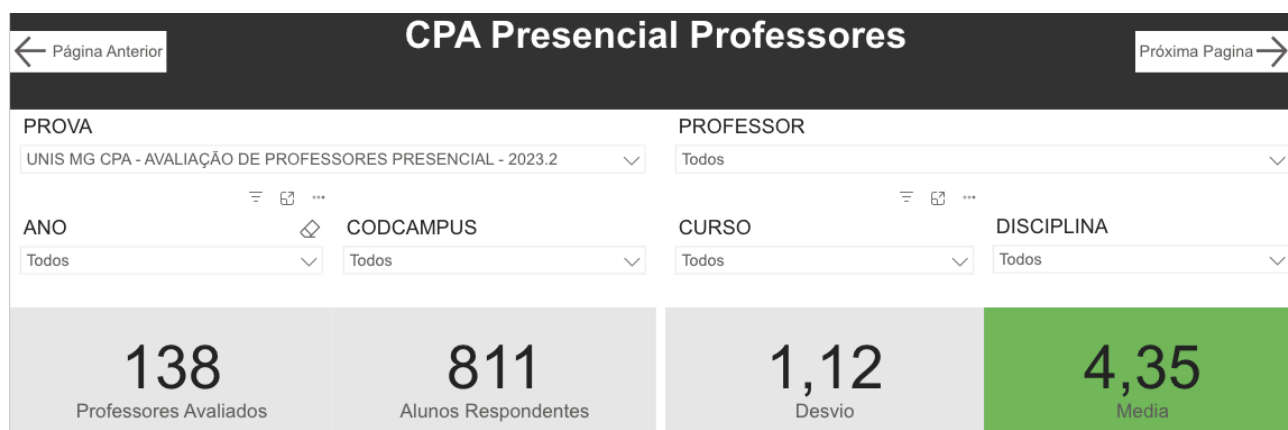 CPA Presencial Professores
Página Anterior
Próxima Pagina
PROVA
PROFESSOR
UNIS MG CPA - AVALIAÇÃO DE PROFESSORES PRESENCIAL - 2023.2
Todos
ANO
CODCAMPUS
CURSO
DISCIPLINA
Todos
Todos
Todos
Todos
138
811
1,12
4,35
Professores Avaliados
Alunos Respondentes
Desvio
Media